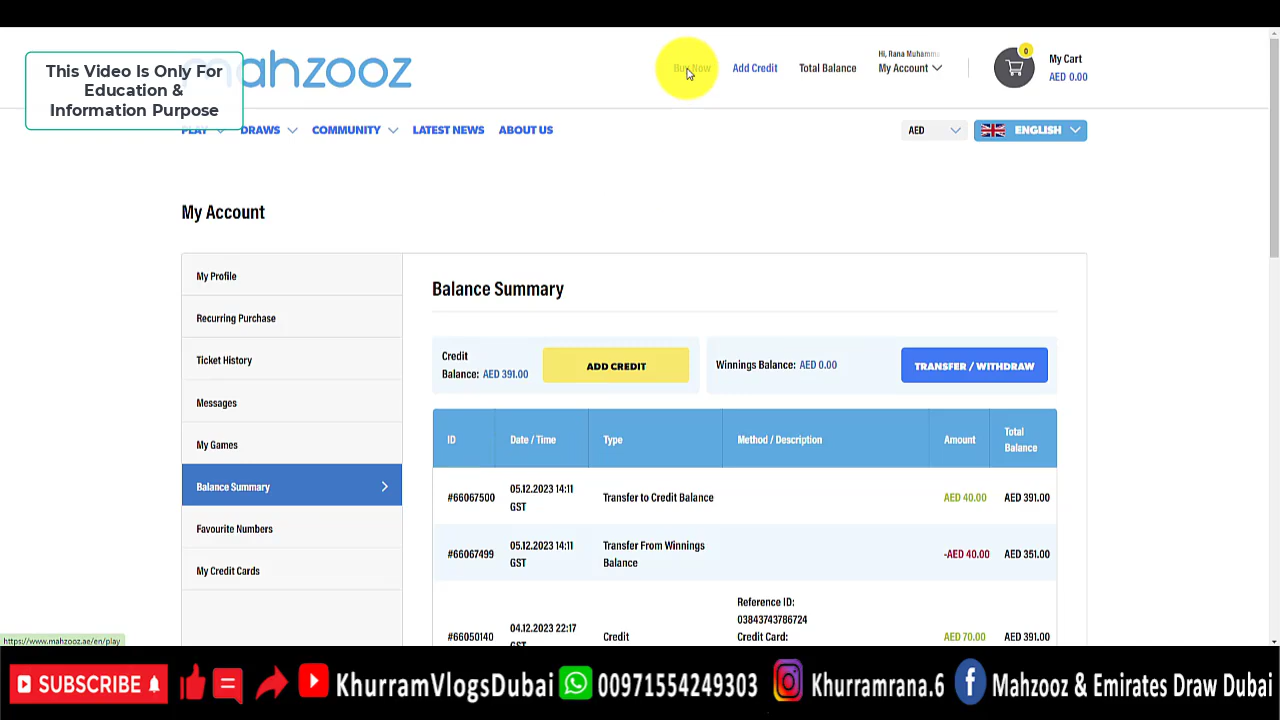 This Video Is Only For
Education &
Information Purpose
mahzooz
Buy Now
Add Credit
Total Balance
Hi, Rana Muhamma
My Account
0
My Cart
AED 0.00
PLAY
DRAWS
COMMUNITY
LATEST NEWS
ABOUT US
AED
ENGLISH
My Account
My Profile
Recurring Purchase
Ticket History
Messages
My Games
Balance Summary
Favourite Numbers
My Credit Cards
Balance Summary
Credit
Balance: AED 391.00
ADD CREDIT
Winnings Balance: AED 0.00
TRANSFER / WITHDRAW
ID
Date / Time
Type
Method / Description
Amount
Total
Balance
#66067500
05.12.2023 14:11
GST
Transfer to Credit Balance
AED 40.00
AED 391.00
#66067499
05.12.2023 14:11
GST
Transfer From Winnings
Balance
-AED 40.00
AED 351.00
#66050140
04.12.2023 22:17
GST
Credit
Reference ID:
03843743786724
Credit Card:
AED 70.00
AED 391.00
https://www.mahzooz.ae/en/play
SUBSCRIBE
KhurramVlogsDubai
00971554249303
Khurramrana.6
Mahzooz & Emirates Draw Dubai